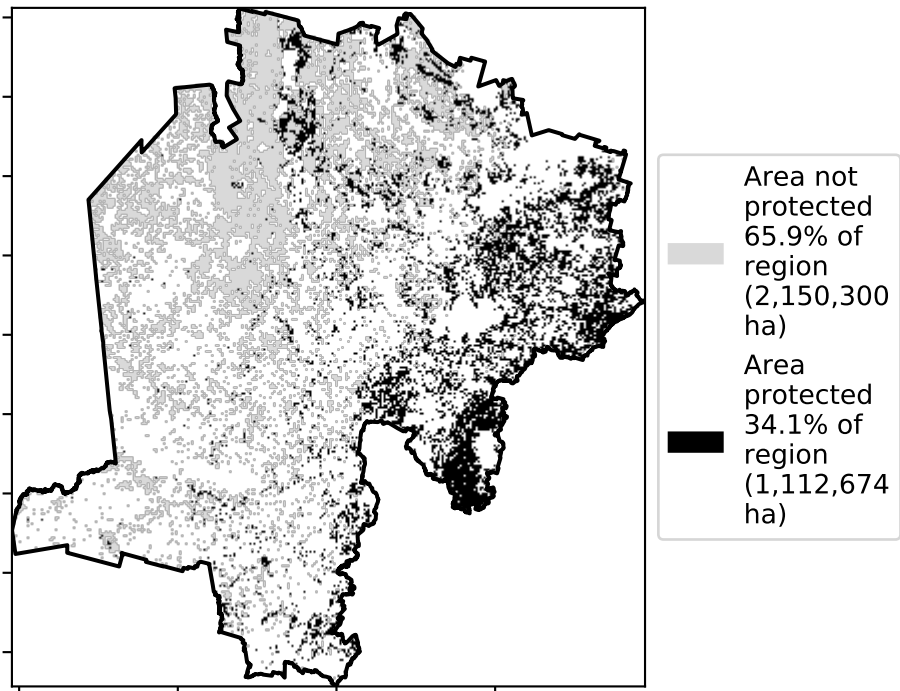 Area not
protected
65.9% of
region
(2,150,300
ha)
Area
protected
34.1% of
region
(1,112,674
ha)